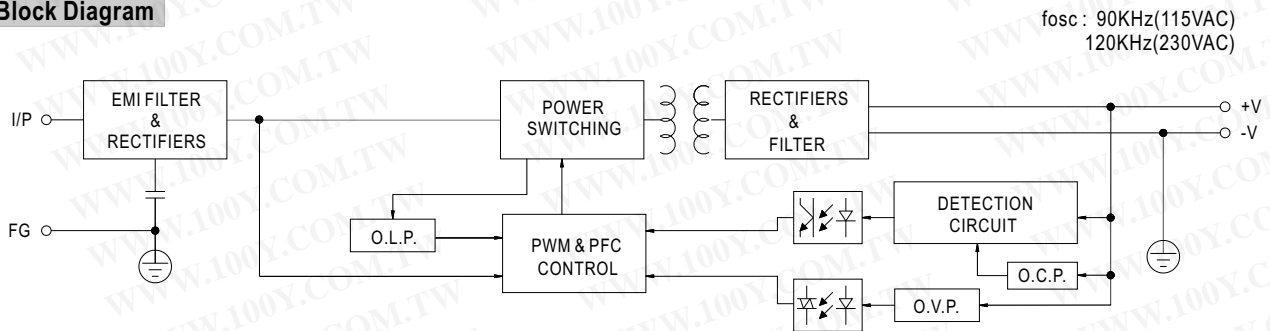 Block Diagram
fosc : 90KHz(115VAC)
120KHz(230VAC)
I/P
EMI FILTER
&
RECTIFIERS
POWER
SWITCHING
RECTIFIERS
&
FILTER
+V
-V
FG
O.L.P.
PWM & PFC
CONTROL
DETECTION
CIRCUIT
O.C.P.
O.V.P.
WWW.100Y.COM.TW